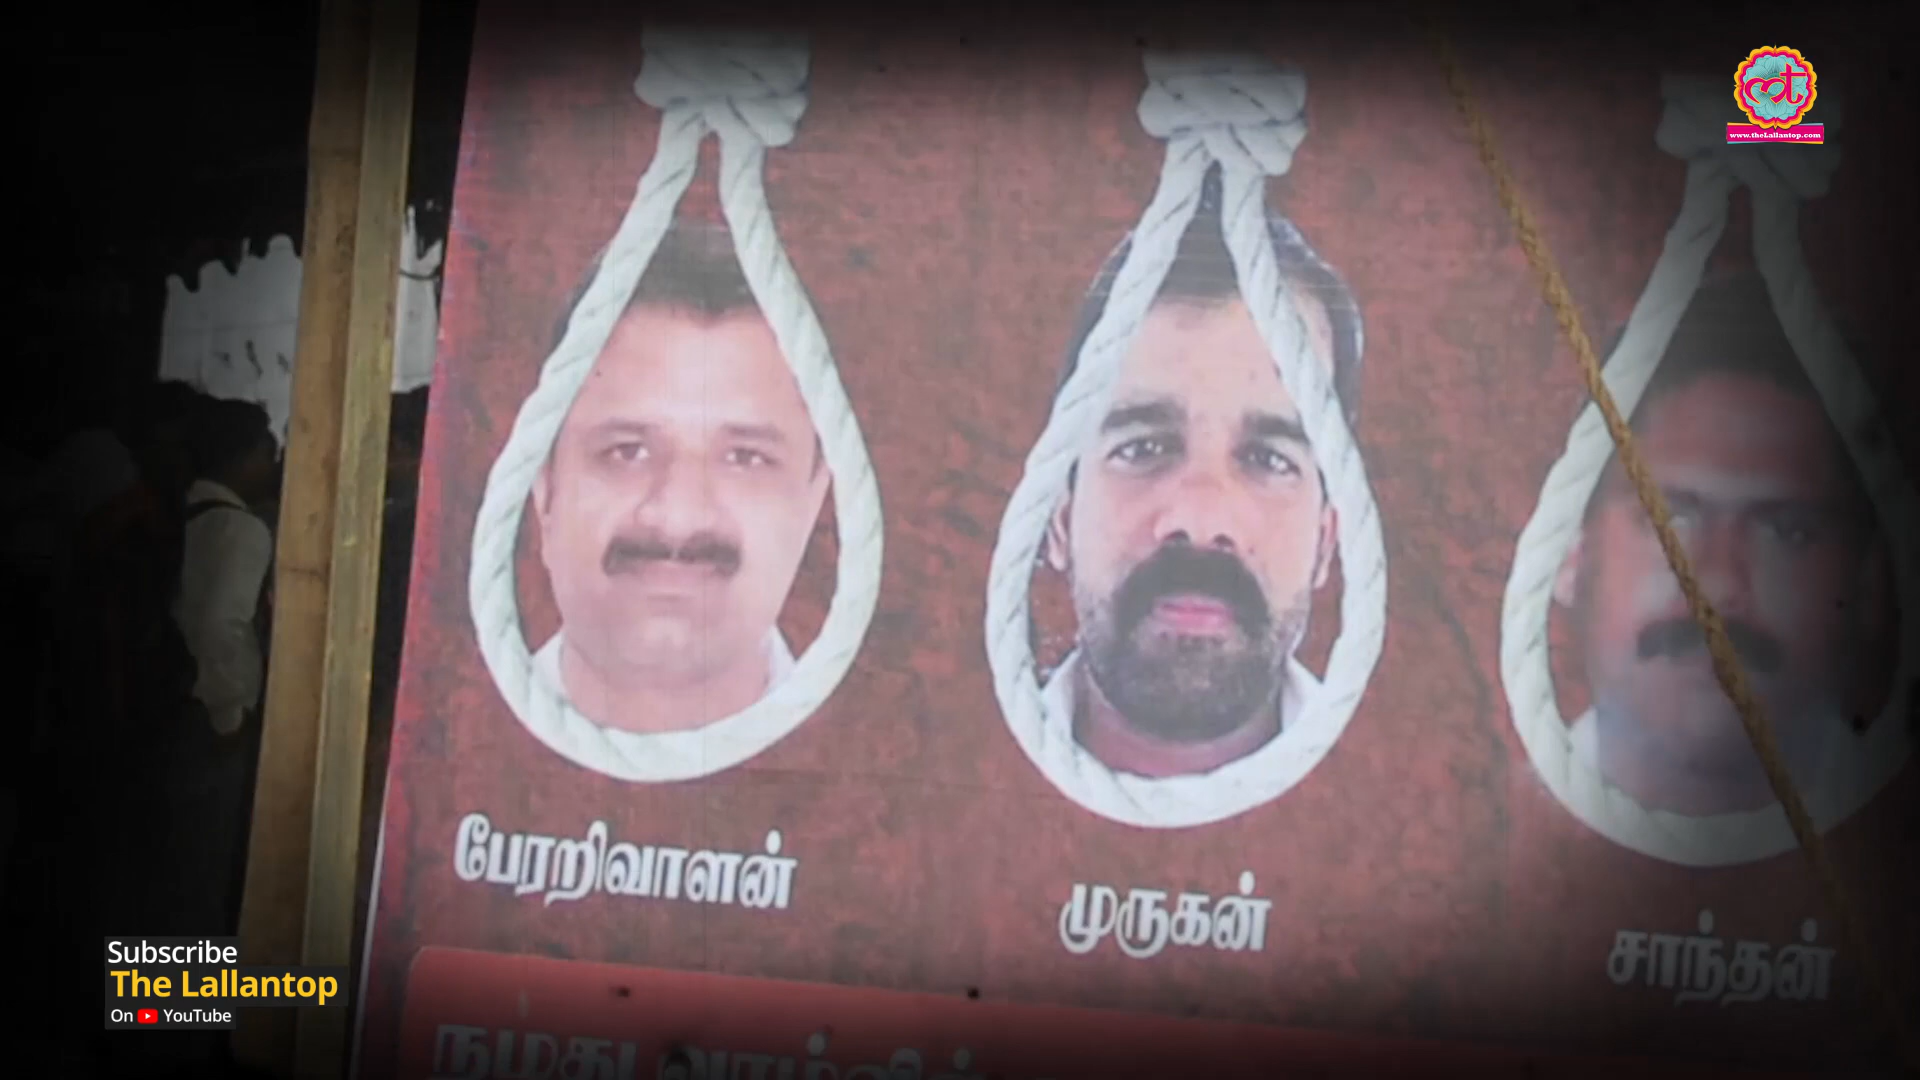 www.theLallantop.com
பேரறிவாளன்
முருகன்
சாந்தன்
Subscribe
The Lallantop
On YouTube